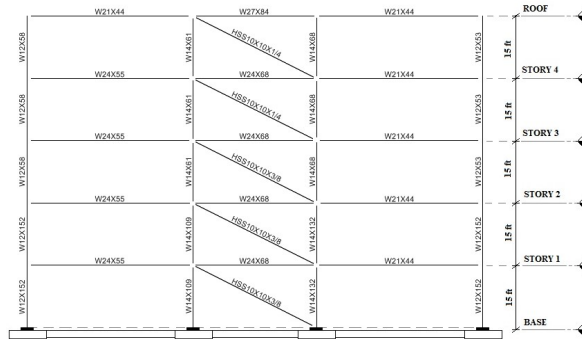 W21X44 W27X84 W21X44 ROOF
W12X58 W14X61 HSS10X10X1/4 W14X68 W12X53 15 ft
W24X55 W24X68 W21X44 STORY 4
W12X58 W14X61 HSS10X10X1/4 W14X68 W12X53 15 ft
W24X55 W24X68 W21X44 STORY 3
W12X58 W14X61 HSS10X10X3/8 W14X68 W12X53 15 ft
W24X55 W24X68 W21X44 STORY 2
W12X152 W14X109 HSS10X10X3/8 W14X132 W12X152 15 ft
W24X55 W24X68 W21X44 STORY 1
W12X152 W14X109 HSS10X10X3/8 W14X132 W12X152 15 ft
BASE